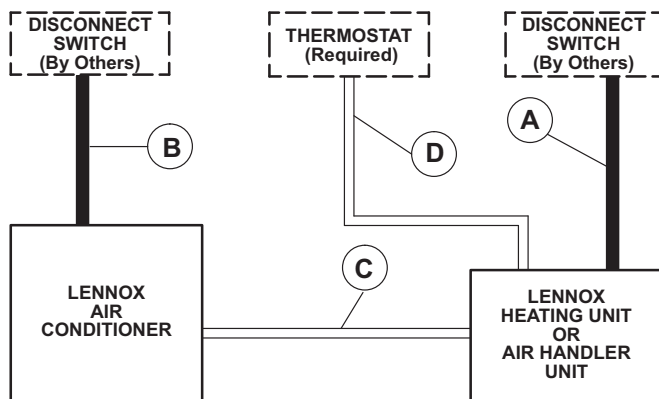 DISCONNECT
SWITCH
(By Others)
THERMOSTAT
(Required)
DISCONNECT
SWITCH
(By Others)
B
D
A
C
LENNOX
AIR
CONDITIONER
LENNOX
HEATING UNIT
OR
AIR HANDLER
UNIT